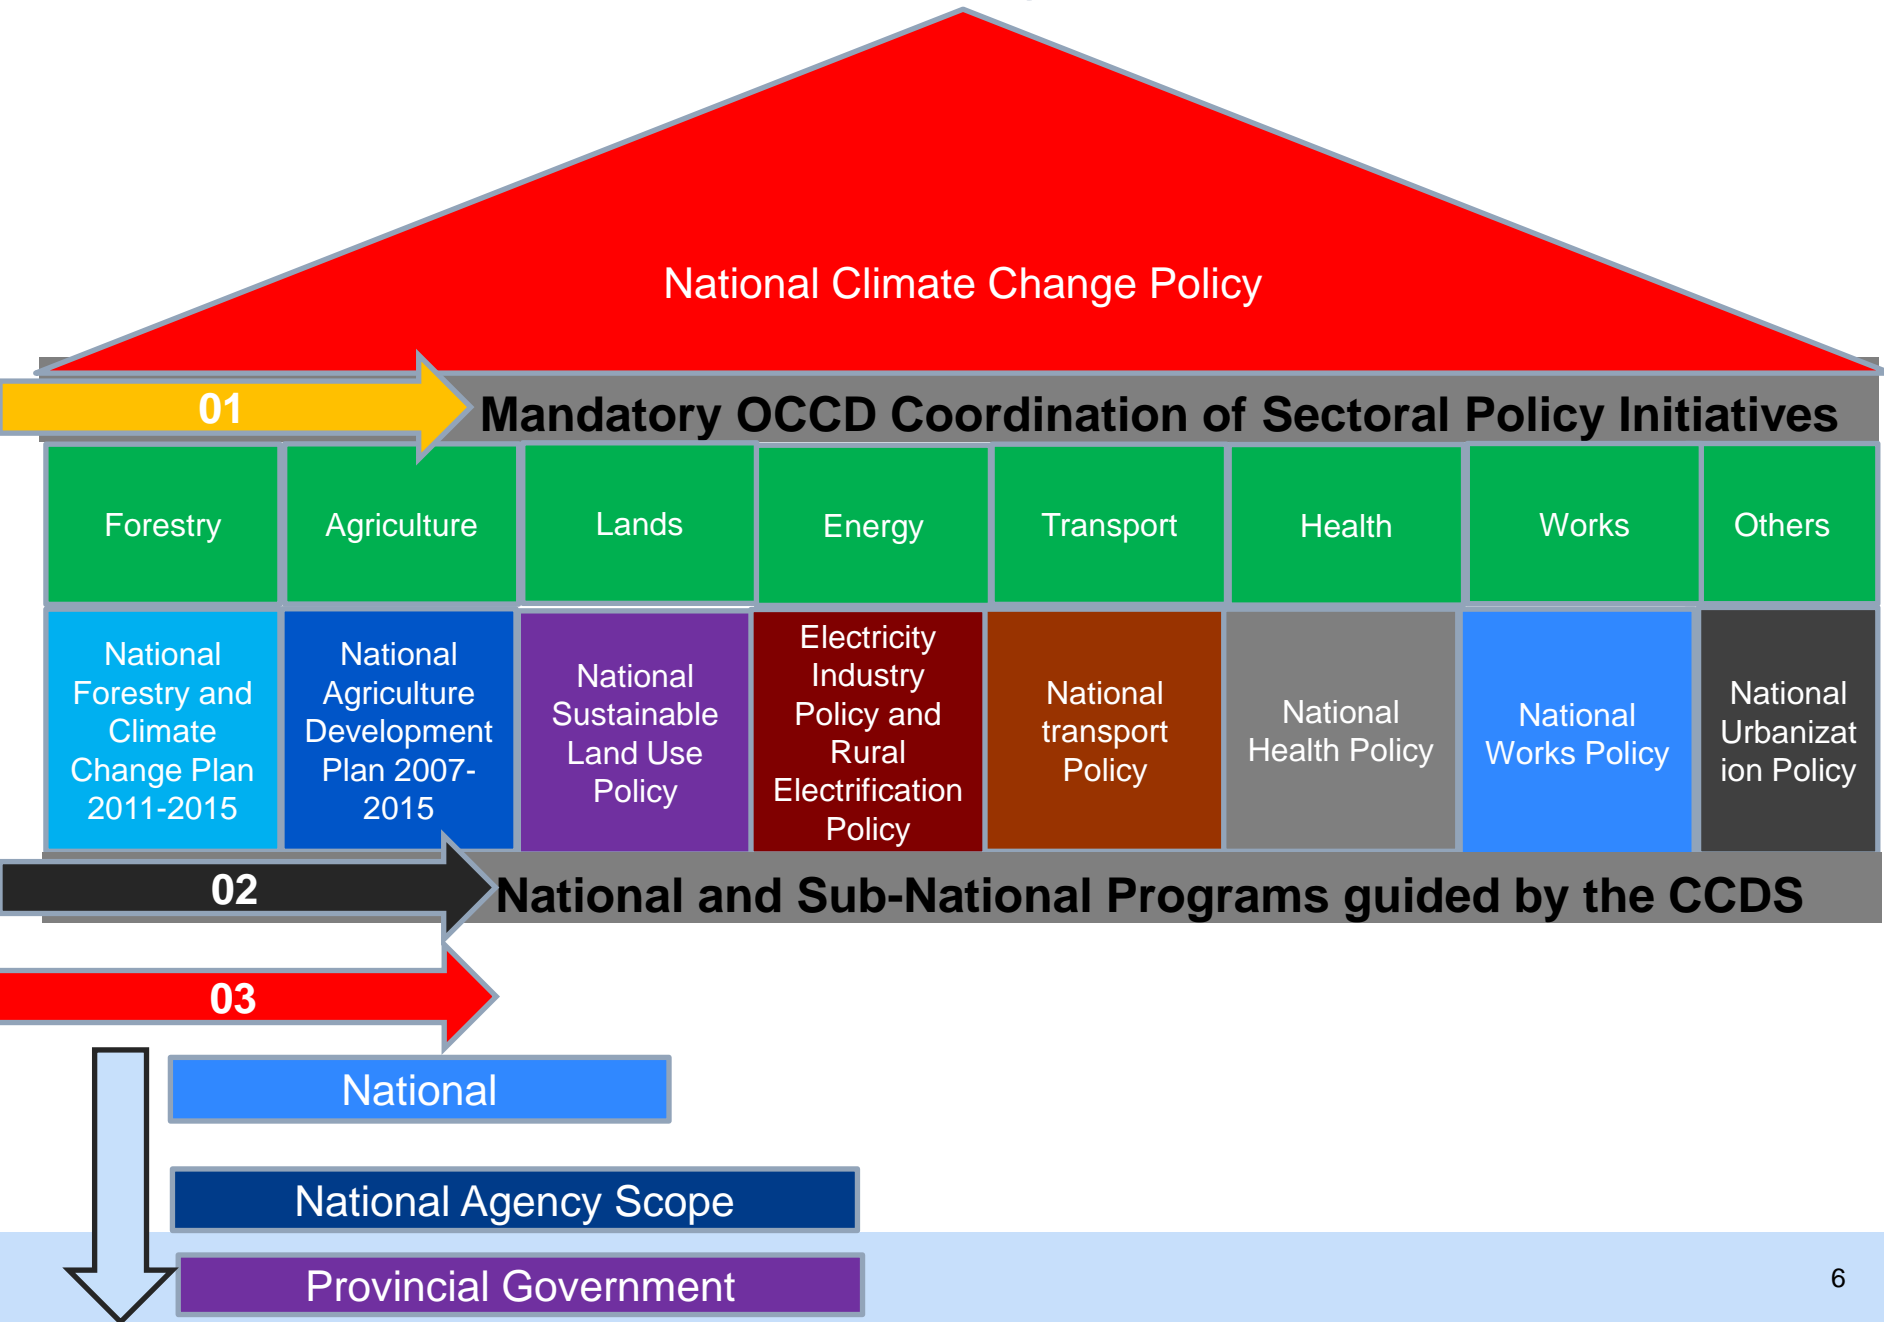 National Climate Change Policy
01
Mandatory OCCD Coordination of Sectoral Policy Initiatives
Forestry
Agriculture
Lands
Energy
Transport
Health
Works
Others
National
Forestry and
Climate
Change Plan
2011-2015
National
Agriculture
Development
Plan 2007-
2015
National
Sustainable
Land Use
Policy
Electricity
Industry
Policy and
Rural
Electrification
Policy
National
transport
Policy
National
Health Policy
National
Works Policy
National
Urbanizat
ion Policy
02
National and Sub-National Programs guided by the CCDS
03
National
National Agency Scope
Provincial Government
6